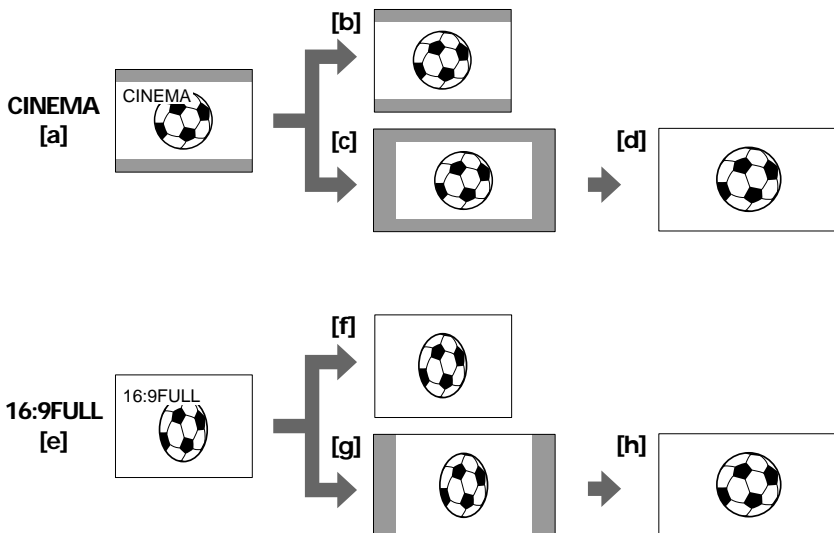 [b]
CINEMA
[a]
CINEMA
[c]
[d]
[f]
16:9FULL
[e]
16:9FULL
[g]
[h]